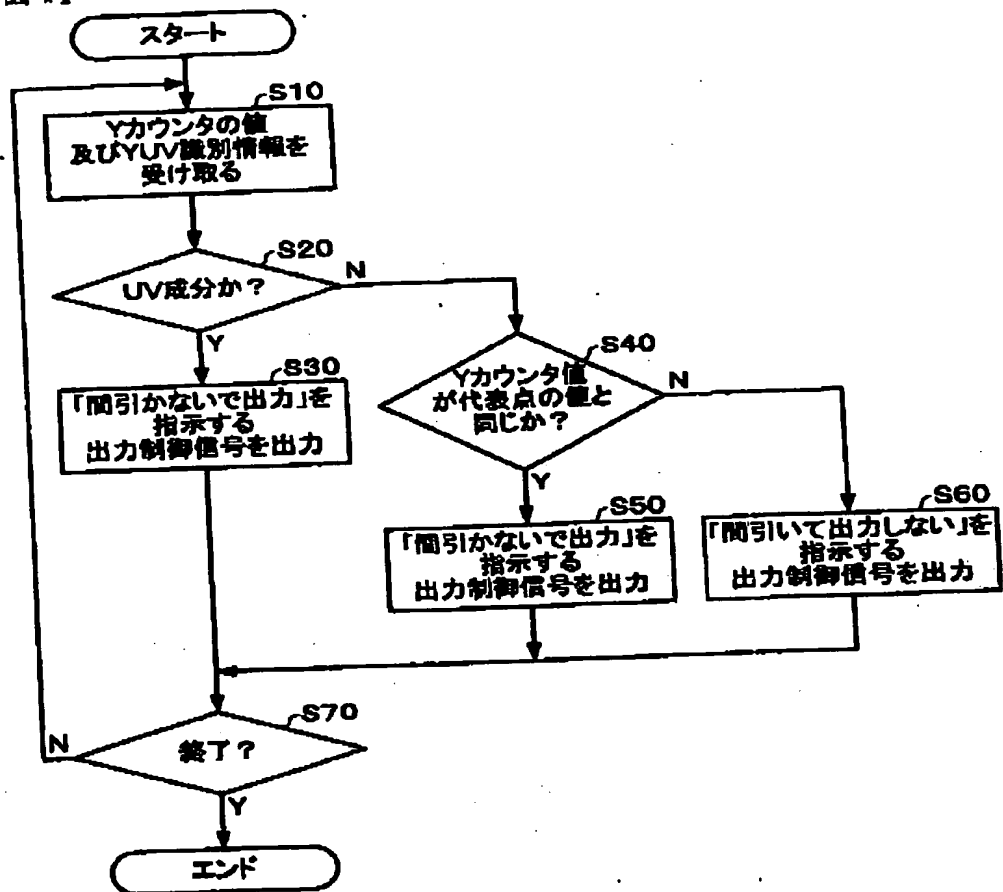 スタート
S10
Yカウンタの値
及びYUV識別情報を
受け取る
S20
UV成分か？
N
Y
S30
「間引かないで出力」を
指示する
出力制御信号を出力
S40
Yカウンタ値
が代表点の値と
同じか？
N
Y
S50
「間引かないで出力」を
指示する
出力制御信号を出力
S60
「間引いて出力しない」を
指示する
出力制御信号を出力
S70
終了？
N
Y
エンド